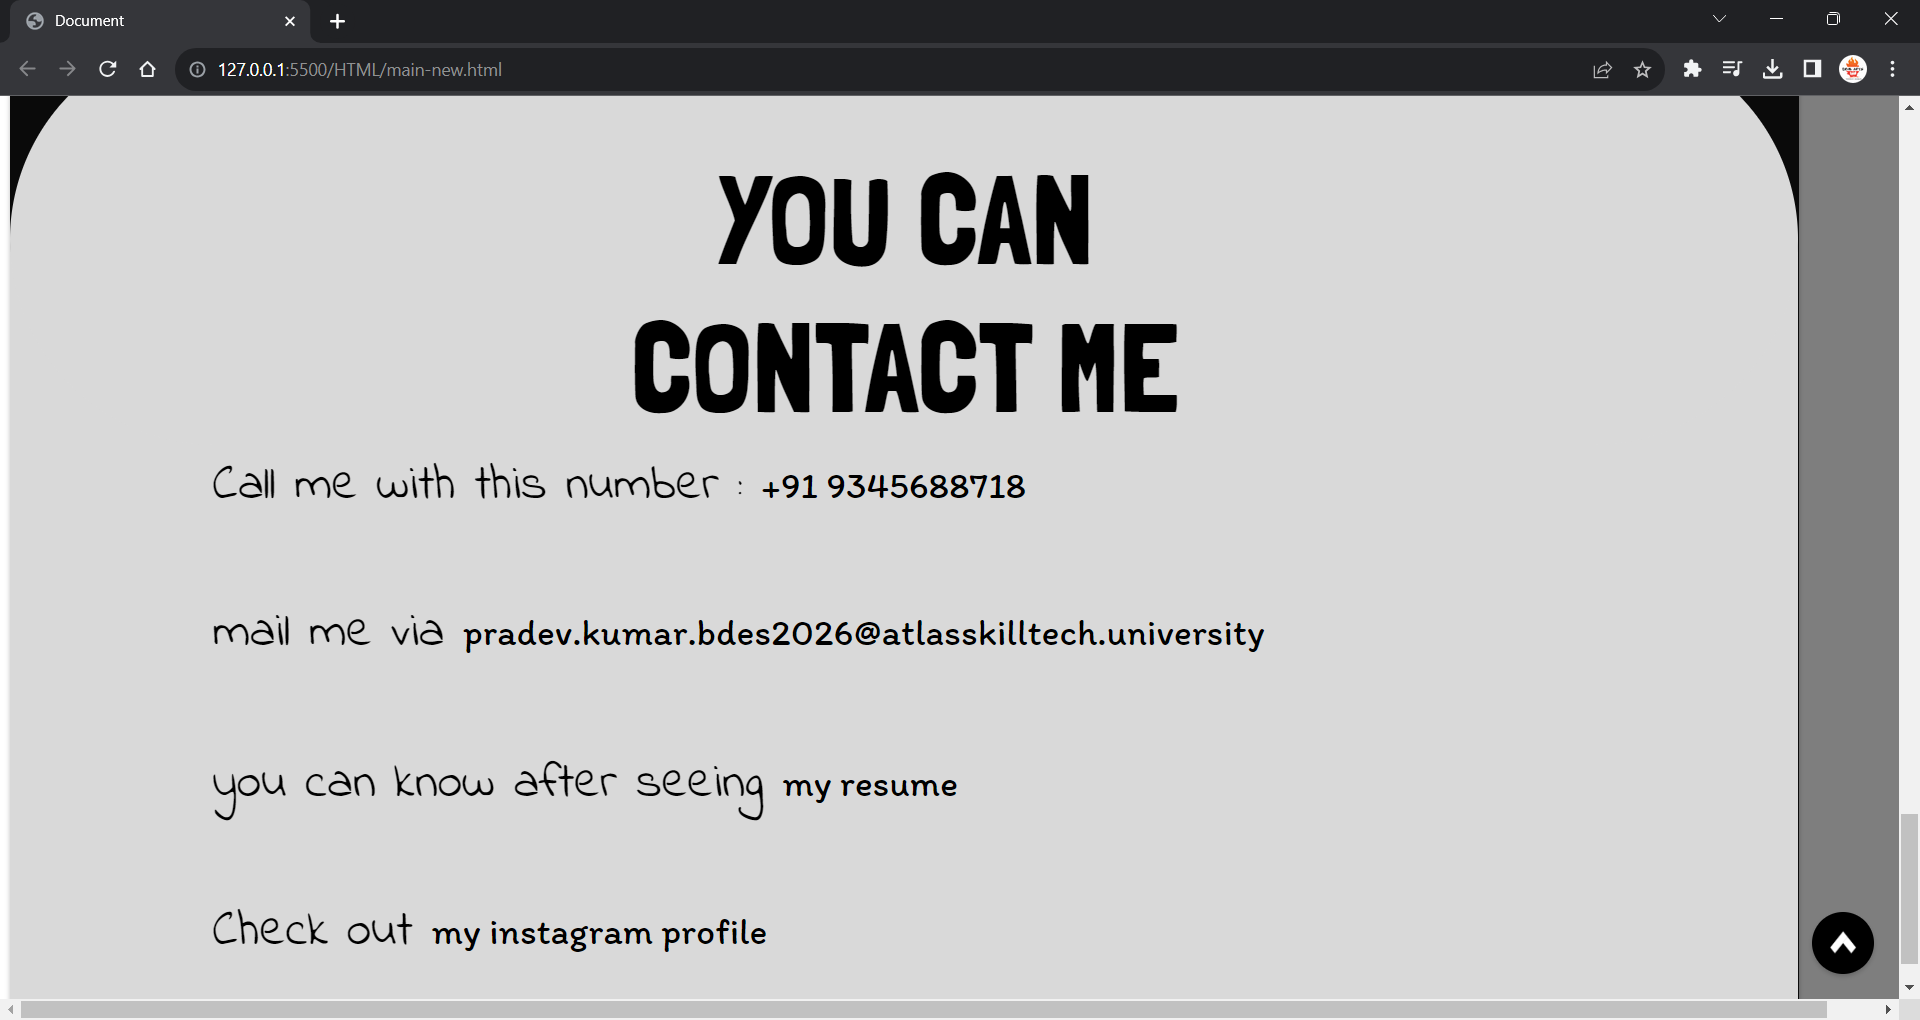 Document
127.0.0.1:5500/HTML/main-new.html
YOU CAN
CONTACT ME
Call me with this number : +91 9345688718
mail me via pradev.kumar.bdes2026@atlasskilltech.university
you can know after seeing my resume
Check out my instagram profile